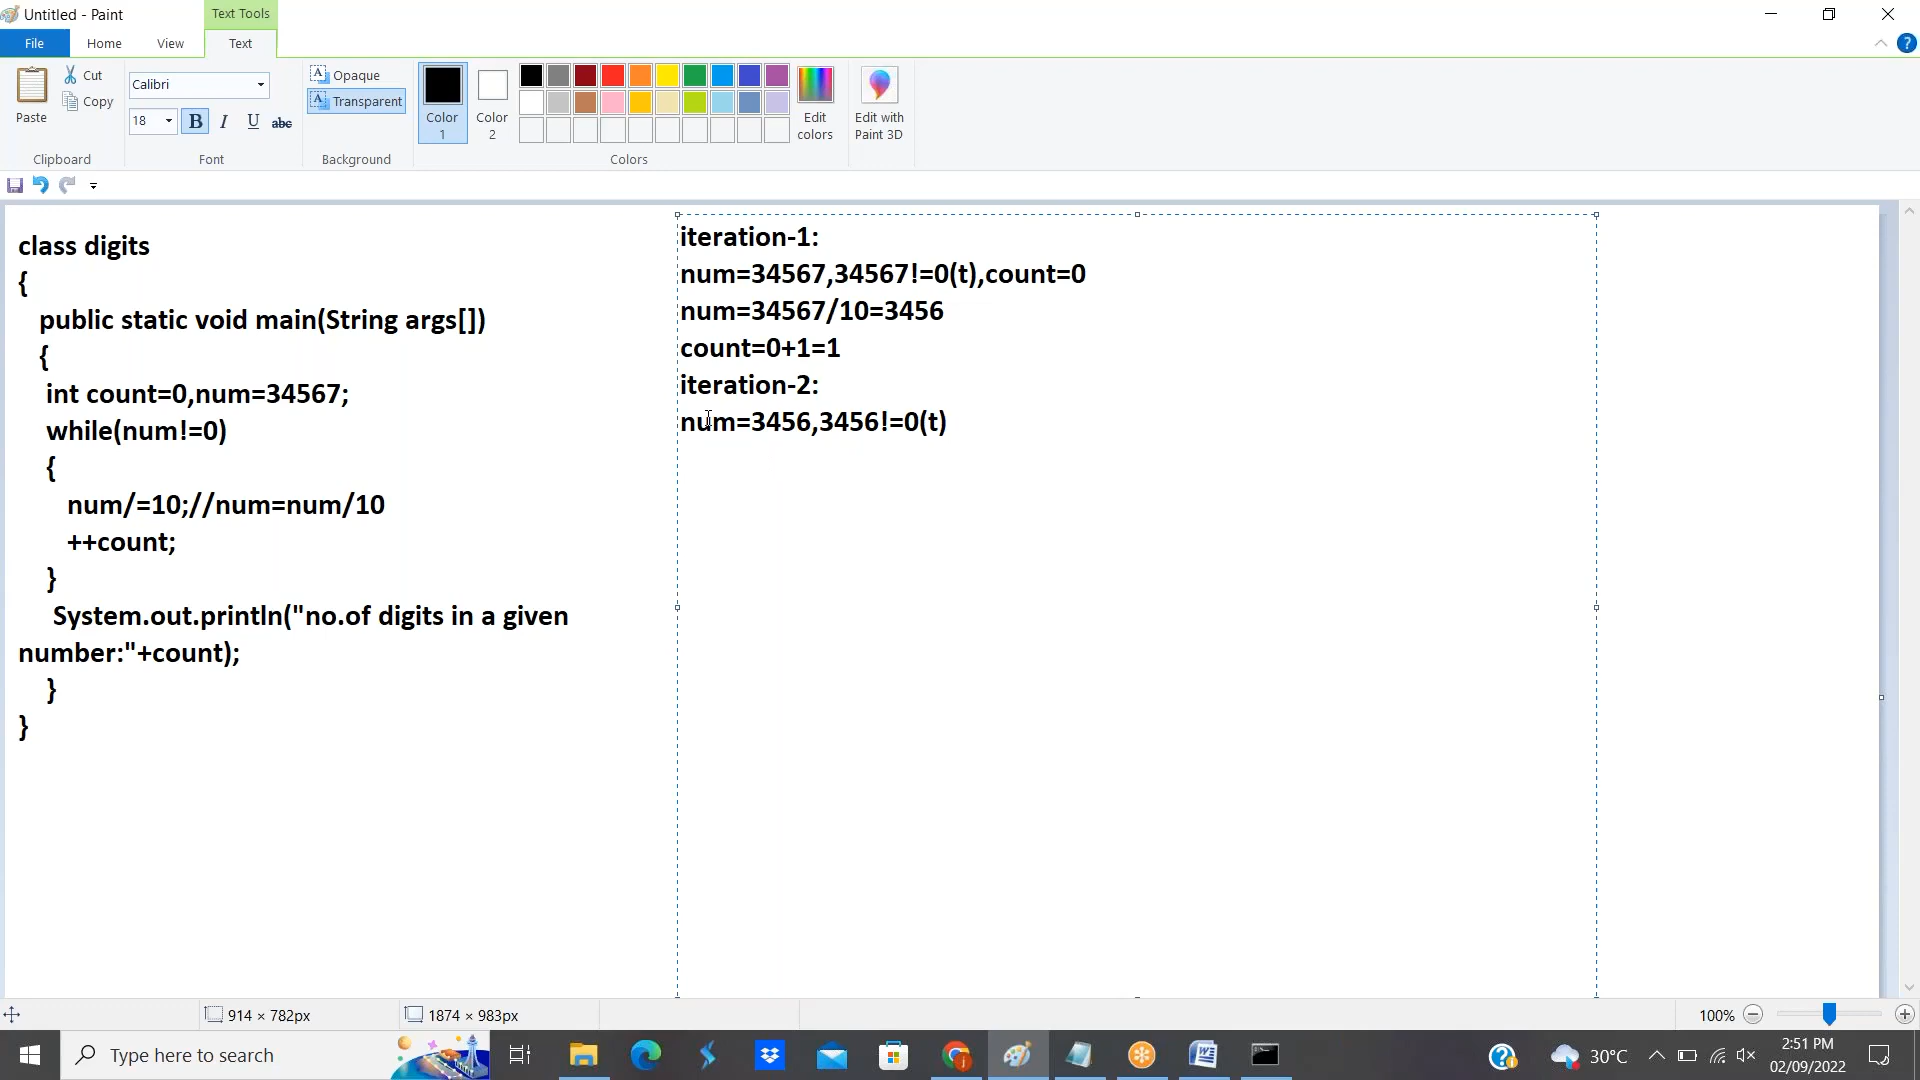 Untitled - Paint
Text Tools
File
Home
View
Text
Paste
Cut
Copy
Clipboard
Calibri
18
B I U abc
Font
Opaque
Transparent
Background
Color 1
Color 2
Edit colors
Colors
Edit with Paint 3D
class digits
{
public static void main(String args[])
{
int count=0,num=34567;
while(num!=0)
{
num/=10;//num=num/10
++count;
}
System.out.println("no.of digits in a given
number:"+count);
}
}
iteration-1:
num=34567,34567!=0(t),count=0
num=34567/10=3456
count=0+1=1
iteration-2:
num=3456,3456!=0(t)
914 × 782px
1874 × 983px
100%
Type here to search
30°C
2:51 PM
02/09/2022